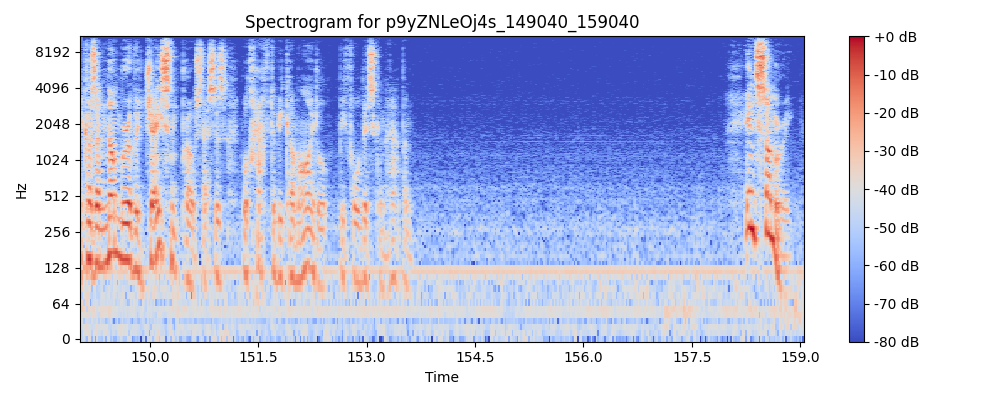 Spectrogram for p9yZNLeOj4s_149040_159040
8192
4096
2048
1024
512
256
128
64
0
Hz
150.0
151.5
153.0
154.5
156.0
157.5
159.0
Time
+0 dB
-10 dB
-20 dB
-30 dB
-40 dB
-50 dB
-60 dB
-70 dB
-80 dB